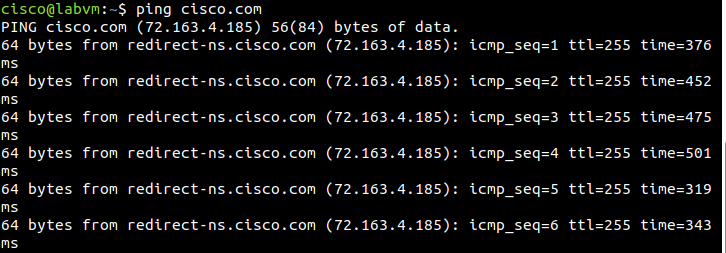 cisco@labvm:~$ ping cisco.com
PING cisco.com (72.163.4.185) 56(84) bytes of data.
64 bytes from redirect-ns.cisco.com (72.163.4.185): icmp_seq=1 ttl=255 time=376
ms
64 bytes from redirect-ns.cisco.com (72.163.4.185): icmp_seq=2 ttl=255 time=452
ms
64 bytes from redirect-ns.cisco.com (72.163.4.185): icmp_seq=3 ttl=255 time=475
ms
64 bytes from redirect-ns.cisco.com (72.163.4.185): icmp_seq=4 ttl=255 time=501
ms
64 bytes from redirect-ns.cisco.com (72.163.4.185): icmp_seq=5 ttl=255 time=319
ms
64 bytes from redirect-ns.cisco.com (72.163.4.185): icmp_seq=6 ttl=255 time=343
ms